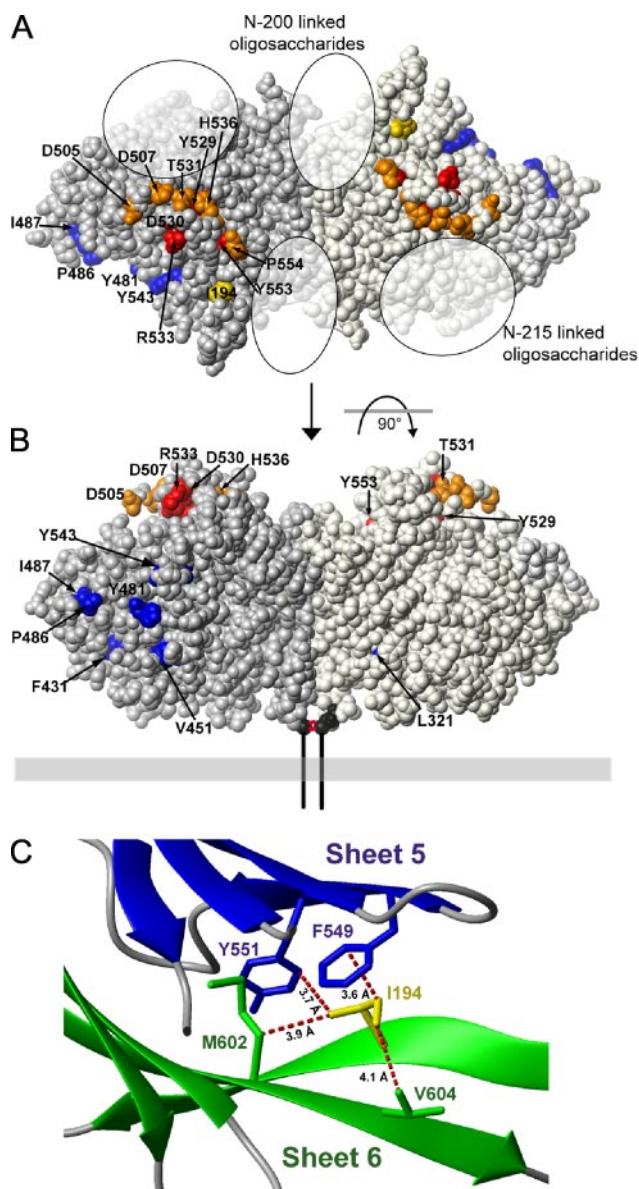 A
N-200 linked
oligosaccharides
H536
Y529
T531
D507
D505
D530
I487
P486
Y481
Y543
194
P554
Y553
R533
N-215 linked
oligosaccharides
90°
B
R533
D530
D507
H536
D505
T531
Y553
Y529
Y543
I487
Y481
P486
F431
V451
L321
C
Sheet 5
Y551
F549
3.7 Å
3.6 Å
I194
M602
3.9 Å
4.1 Å
V604
Sheet 6